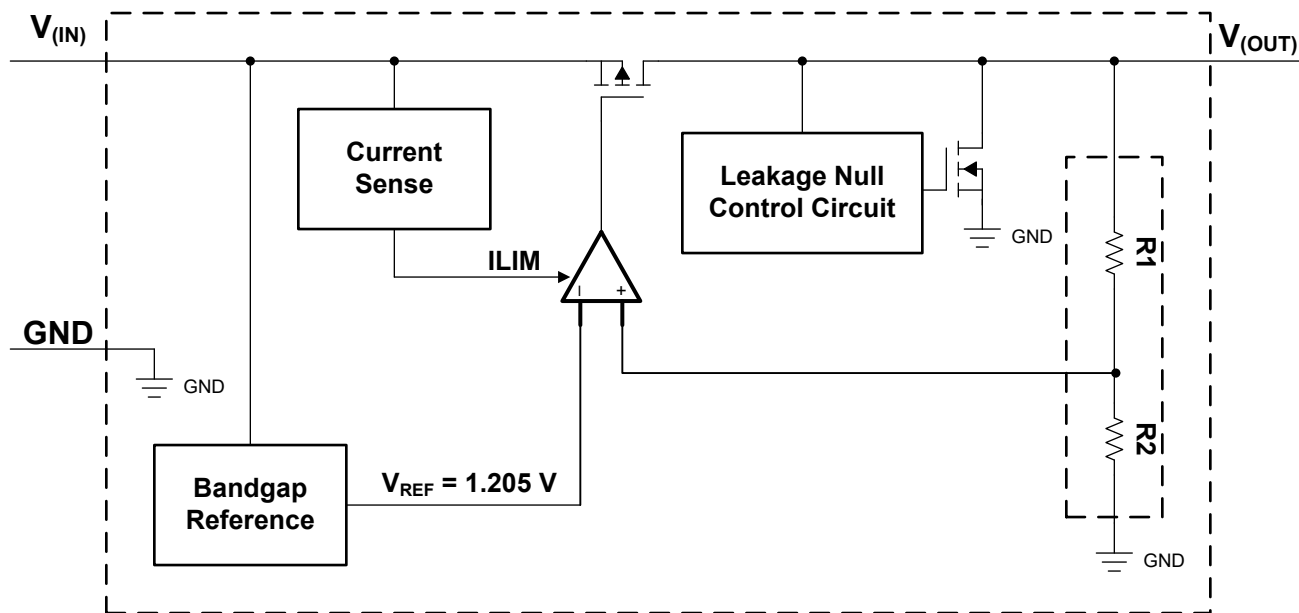 V(IN)
V(OUT)
Current
Sense
Leakage Null
Control Circuit
GND
R1
ILIM
GND
GND
R2
Bandgap
Reference
VREF = 1.205 V
GND